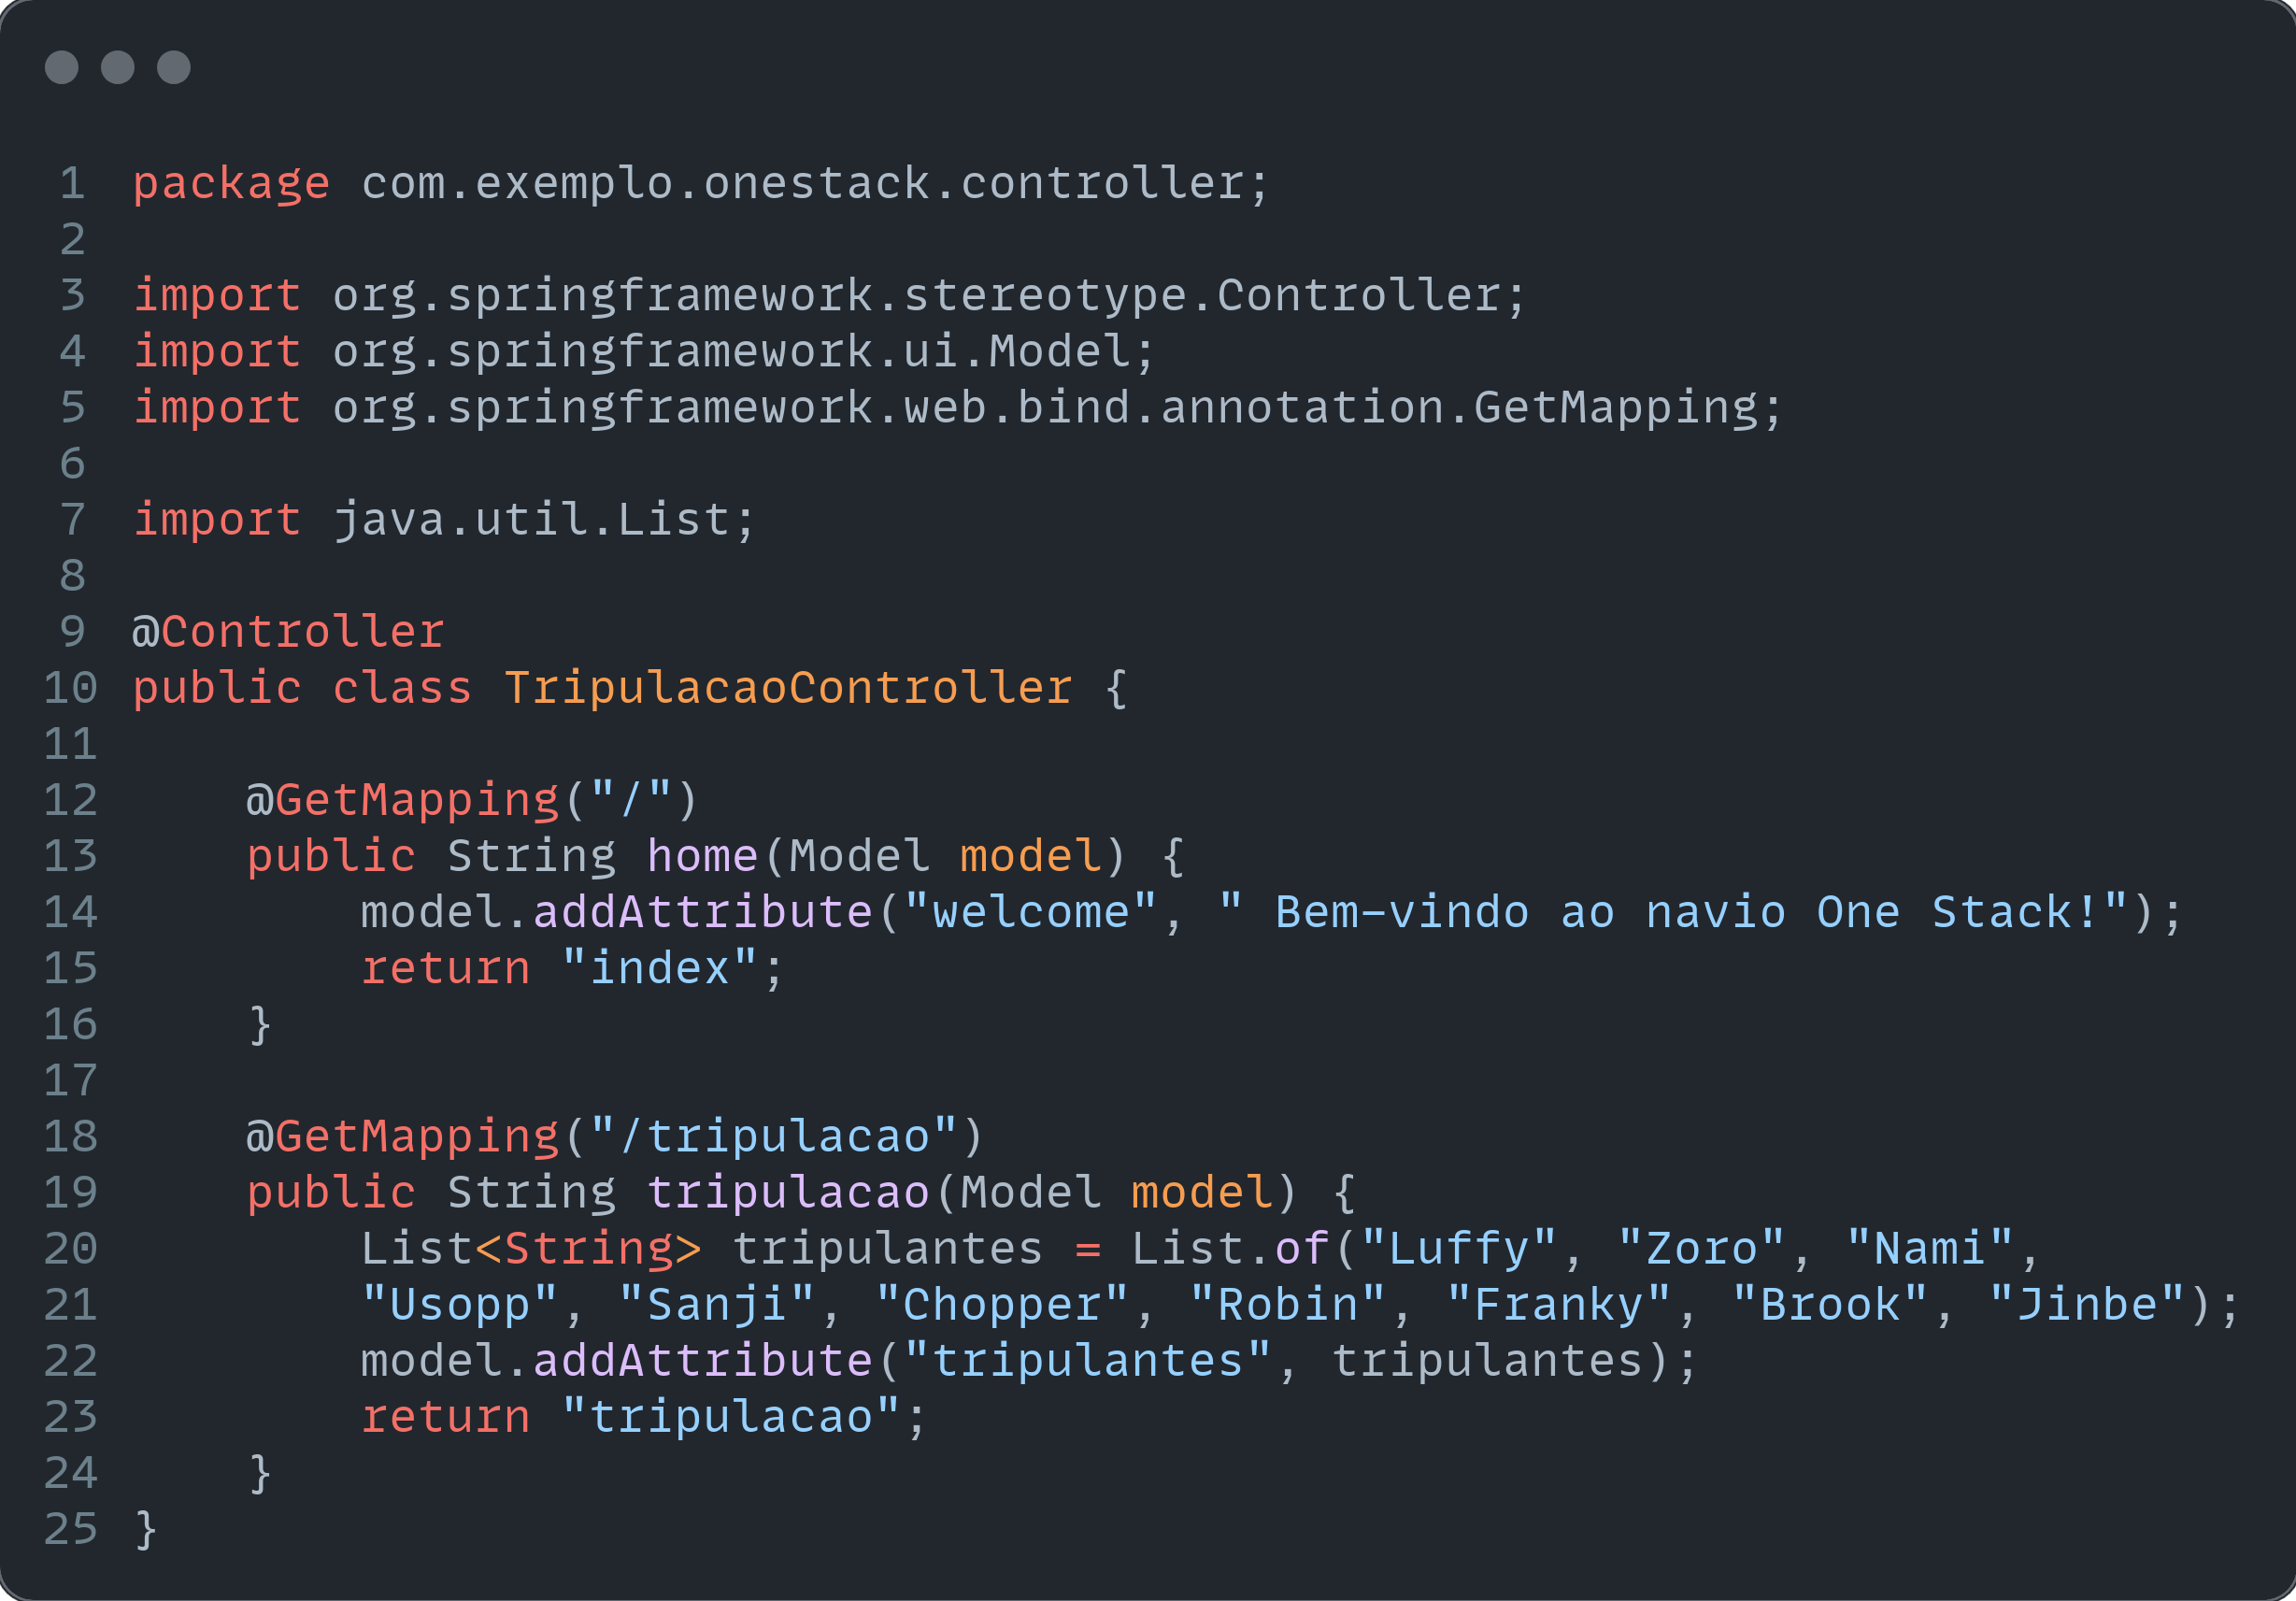 1 package com.exemplo.onestack.controller;
2
3 import org.springframework.stereotype.Controller;
4 import org.springframework.ui.Model;
5 import org.springframework.web.bind.annotation.GetMapping;
6
7 import java.util.List;
8
9 @Controller
10 public class TripulacaoController {
11
12     @GetMapping("/")
13     public String home(Model model) {
14         model.addAttribute("welcome", " Bem-vindo ao navio One Stack!");
15         return "index";
16     }
17
18     @GetMapping("/tripulacao")
19     public String tripulacao(Model model) {
20         List<String> tripulantes = List.of("Luffy", "Zoro", "Nami",
21         "Usopp", "Sanji", "Chopper", "Robin", "Franky", "Brook", "Jinbe");
22         model.addAttribute("tripulantes", tripulantes);
23         return "tripulacao";
24     }
25 }